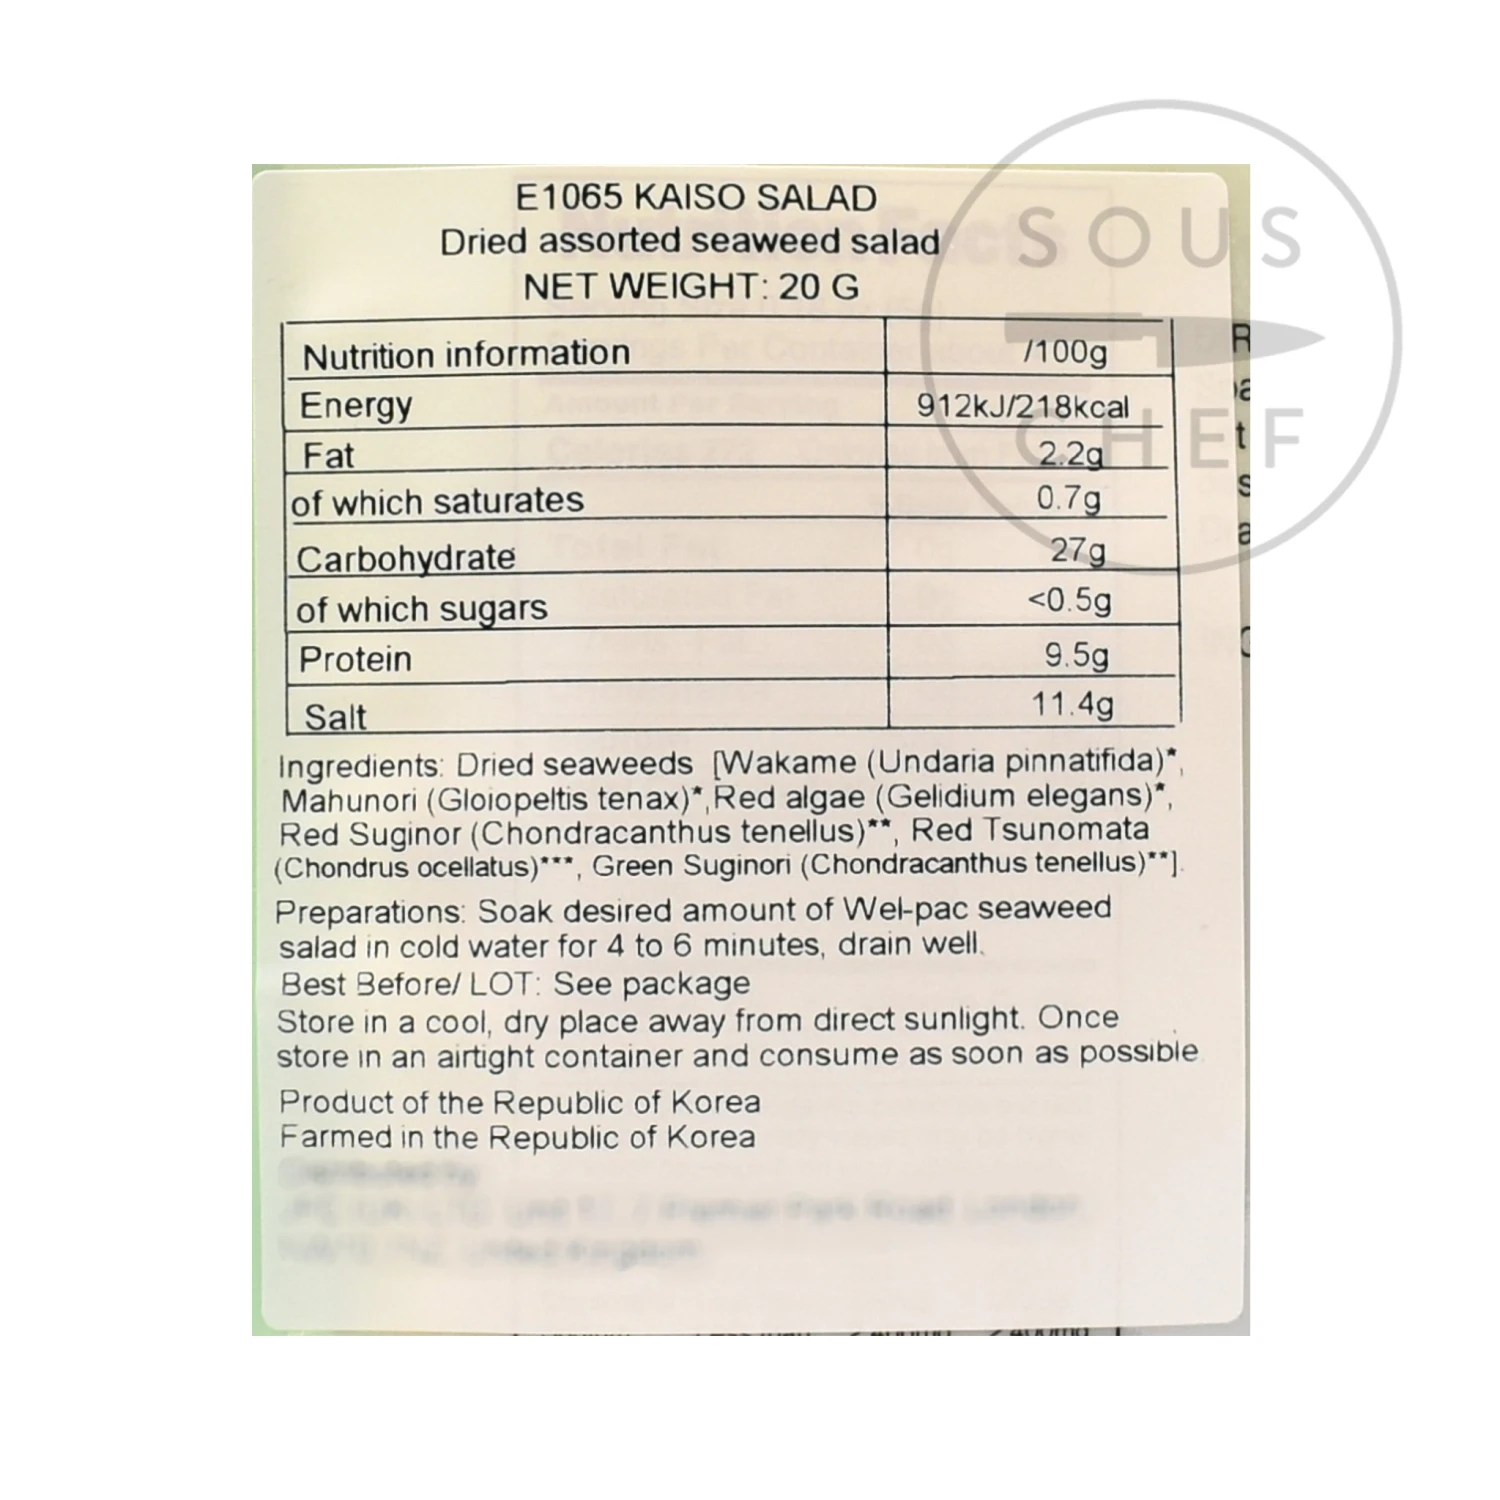 SOUS
CHEF
E1065 KAISO SALAD
Dried assorted seaweed salad
NET WEIGHT: 20 G
Nutrition information /100g
Energy 912kJ/218kcal
Fat 2.2g
of which saturates 0.7g
Carbohydrate 27g
of which sugars <0.5g
Protein 9.5g
Salt 11.4g
Ingredients: Dried seaweeds [Wakame (Undaria pinnatifida)*,
Mahunori (Gloiopeltis tenax)*,Red algae (Gelidium elegans)*,
Red Suginor (Chondracanthus tenellus)**, Red Tsunomata
(Chondrus ocellatus)***, Green Suginori (Chondracanthus tenellus)**].
Preparations: Soak desired amount of Wel-pac seaweed
salad in cold water for 4 to 6 minutes, drain well.
Best Before/ LOT: See package
Store in a cool, dry place away from direct sunlight. Once
store in an airtight container and consume as soon as possible
Product of the Republic of Korea
Farmed in the Republic of Korea